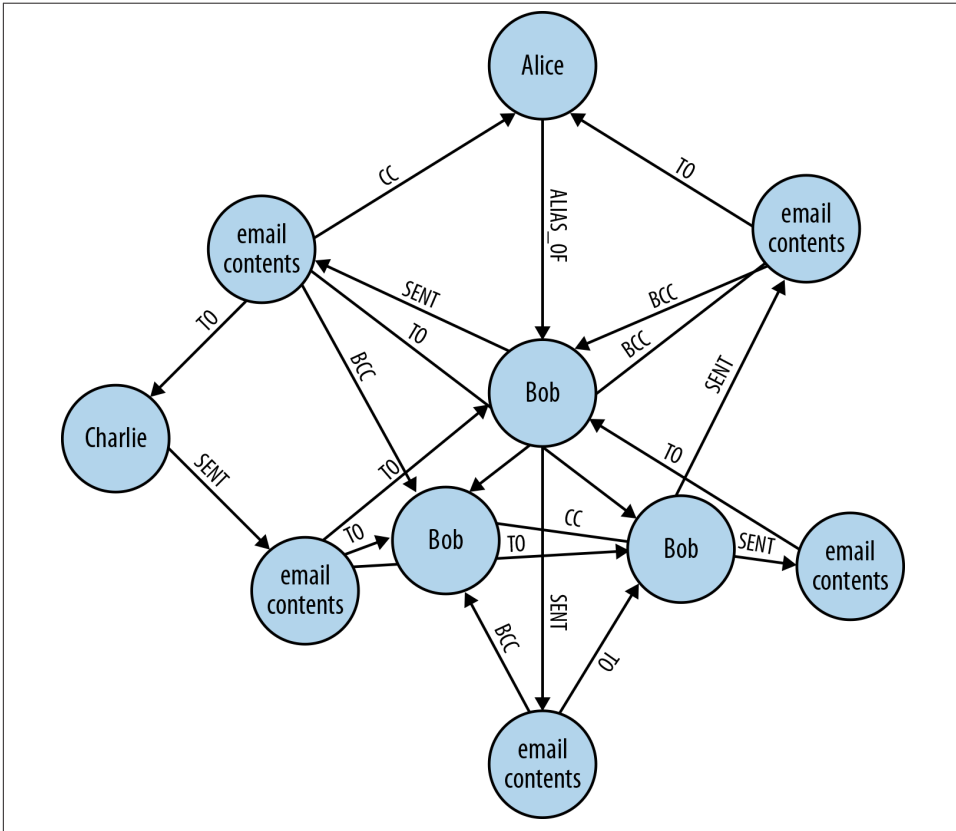 Alice
CC
TO
ALIAS_OF
email
contents
email
contents
SENT
BCC
TO
TO
BCC
BCC
SENT
Bob
Charlie
SENT
TO
TO
TO
Bob
CC
TO
Bob
SENT
email
contents
email
contents
BCC
SENT
TO
email
contents